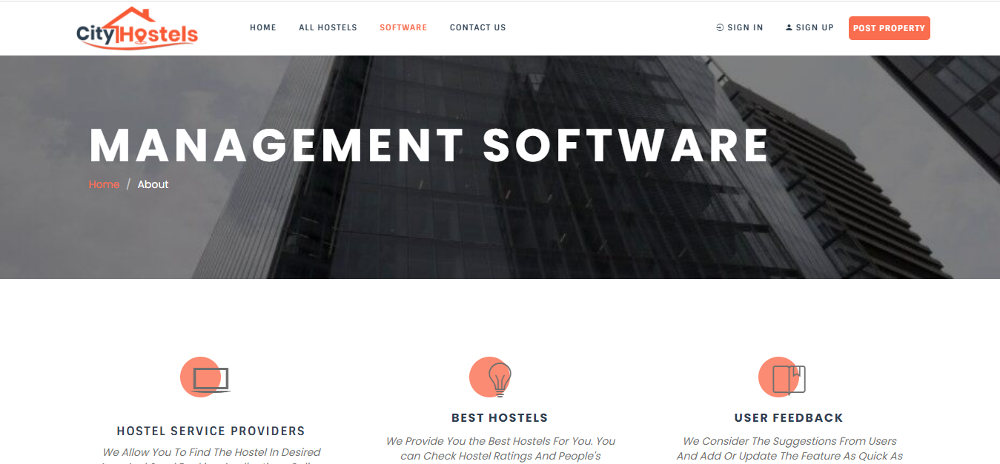 CityHostels
HOME
ALL HOSTELS
SOFTWARE
CONTACT US
SIGN IN
SIGN UP
POST PROPERTY
MANAGEMENT SOFTWARE
Home / About
HOSTEL SERVICE PROVIDERS
We Allow You To Find The Hostel In Desired
BEST HOSTELS
We Provide You the Best Hostels For You. You
can Check Hostel Ratings And People's
USER FEEDBACK
We Consider The Suggestions From Users
And Add Or Update The Feature As Quick As